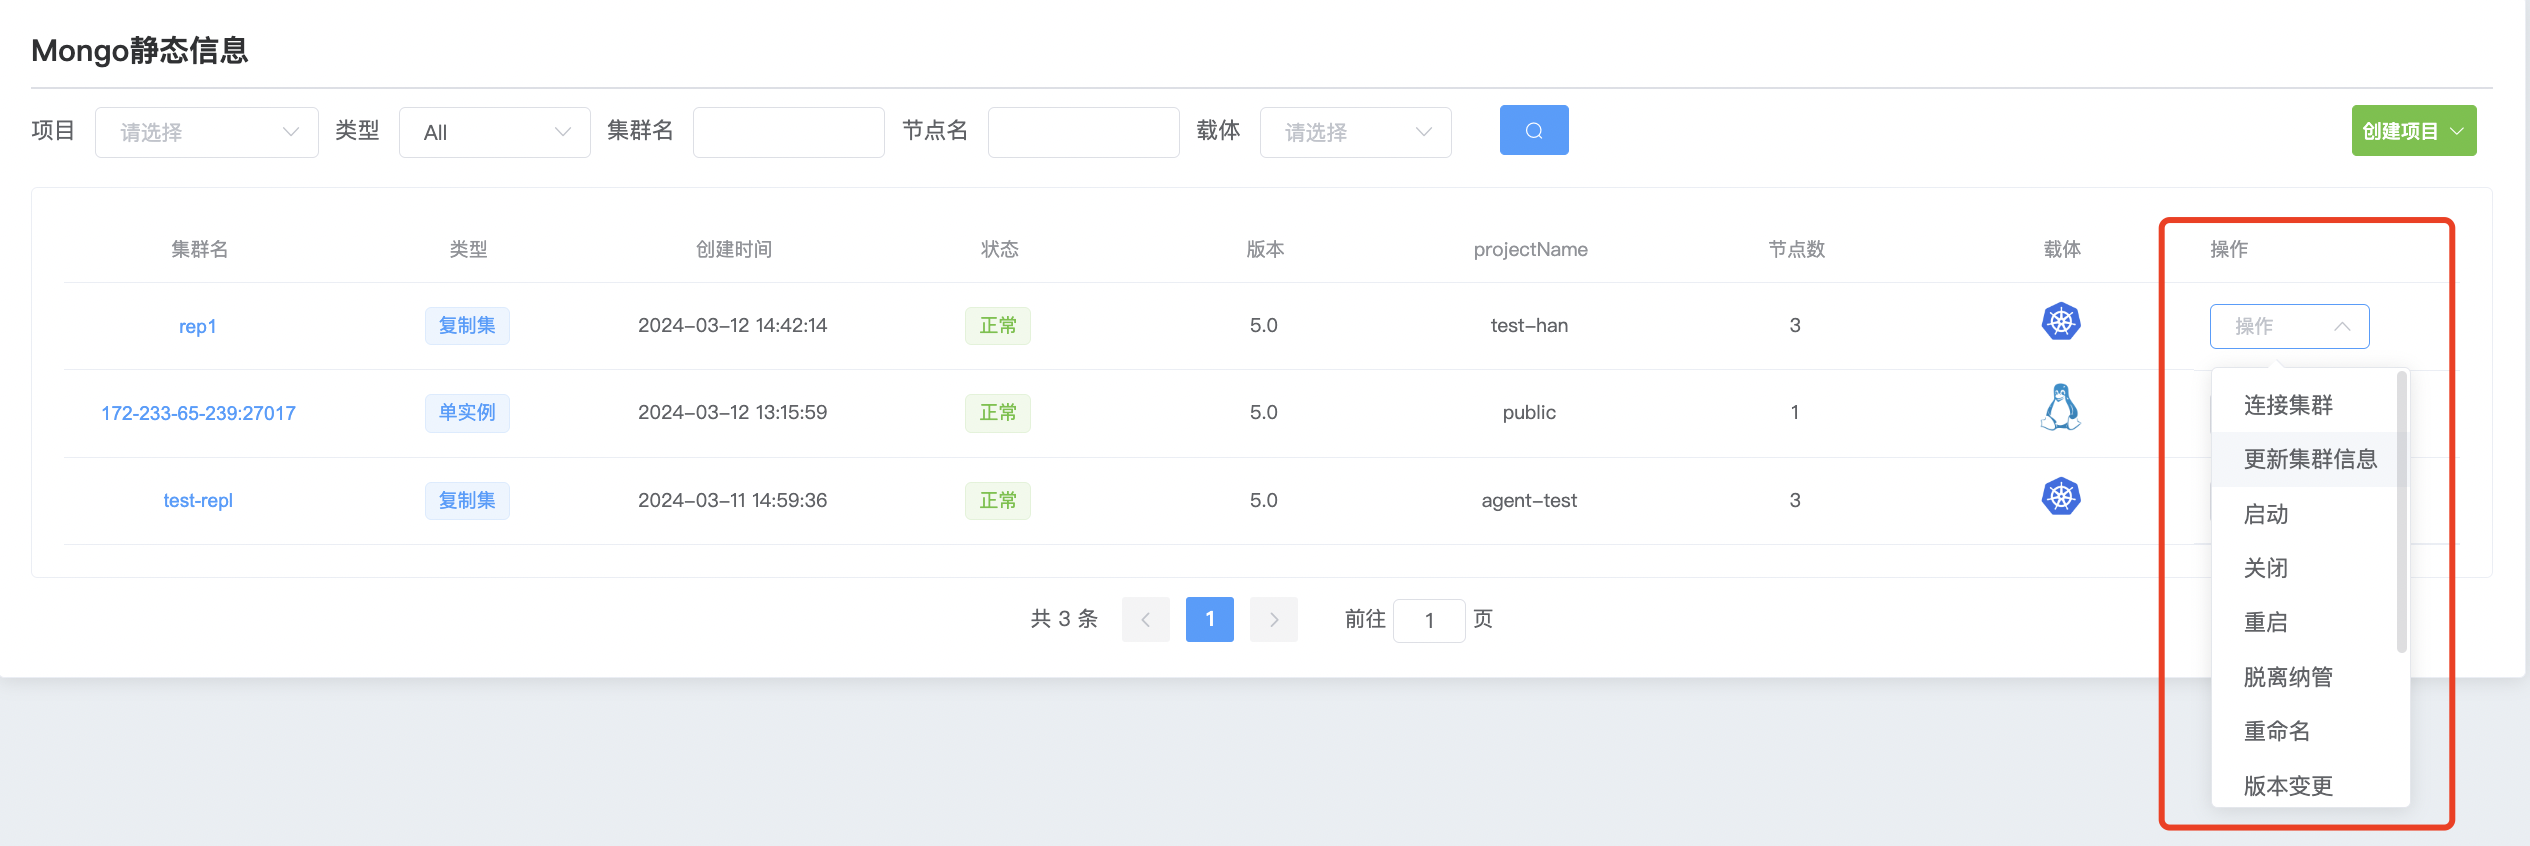 Mongo静态信息
项目 请选择 类型 All 集群名 节点名 载体 请选择 创建项目
集群名 类型 创建时间 状态 版本 projectName 节点数 载体 操作
rep1 复制集 2024-03-12 14:42:14 正常 5.0 test-han 3 操作
172-233-65-239:27017 单实例 2024-03-12 13:15:59 正常 5.0 public 1
test-repl 复制集 2024-03-11 14:59:36 正常 5.0 agent-test 3
连接集群
更新集群信息
启动
关闭
重启
脱离纳管
重命名
版本变更
共 3 条 1 前往 1 页